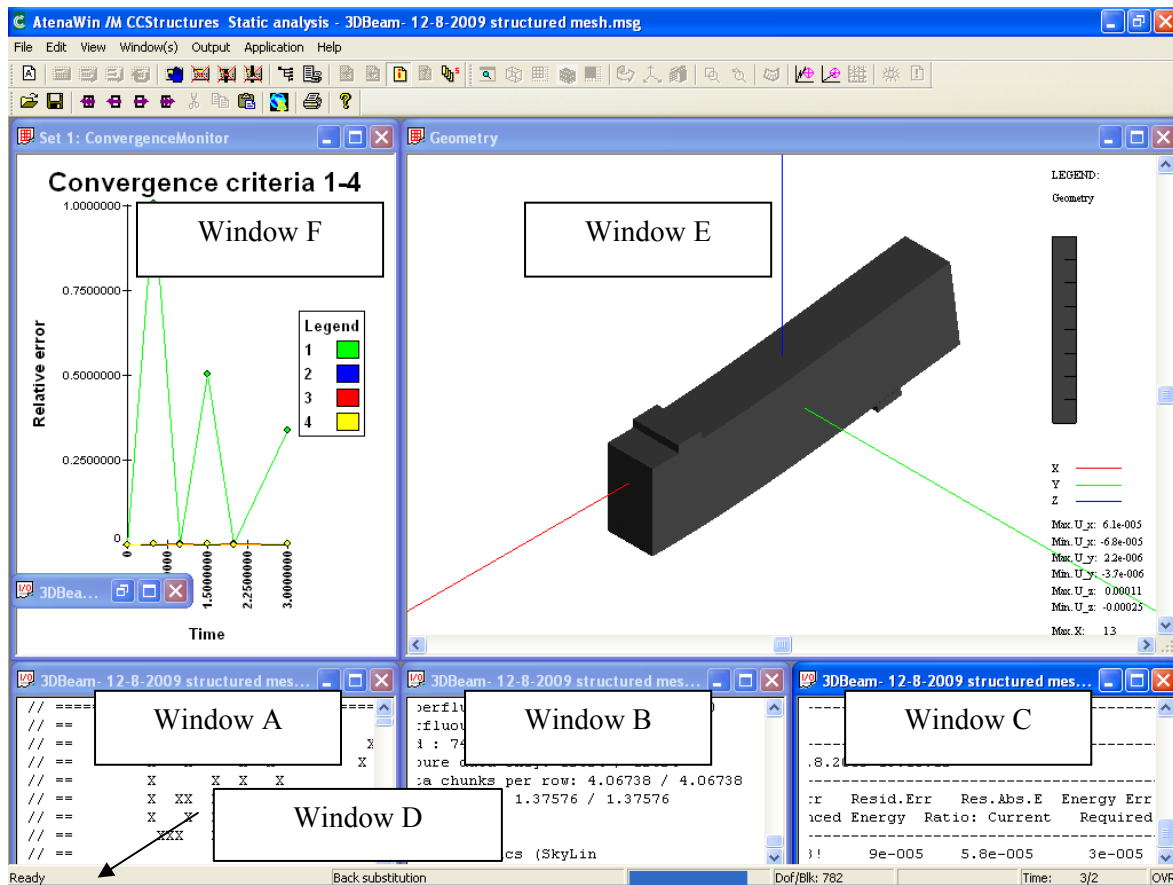 AtenaWin /M CCStructures Static analysis - 3DBeam- 12-8-2009 structured mesh.msg
File Edit View Window(s) Output Application Help
Set 1: ConvergenceMonitor
Convergence criteria 1-4
Relative error
1.0000000
0.7500000
0.5000000
0.2500000
0
Window F
Legend
1
2
3
4
0
1.5000000
2.2500000
3.0000000
Time
3DBea...
Geometry
Window E
LEGEND:
Geometry
X
Y
Z
Max. U_x: 6.1e-005
Min. U_x: -6.8e-005
Max. U_y: 2.2e-006
Min. U_y: -3.7e-006
Max. U_z: 0.00011
Min. U_z: -0.00025
Max. X: 13
3DBeam- 12-8-2009 structured mes...
Window A
// ====
// ==
// == X
// == X
// == X X X X
// == X XX
// == X X
// == XXX
// ==
Window D
3DBeam- 12-8-2009 structured mes...
Window B
: 74
ta chunks per row: 4.06738 / 4.06738
1.37576 / 1.37576
cs (SkyLin
3DBeam- 12-8-2009 structured mes...
Window C
Resid.Err Res.Abs.E Energy Err
nced Energy Ratio: Current Required
9e-005 5.8e-005 3e-005
Ready Back substitution Dof/Blk: 782 Time: 3/2 OVR